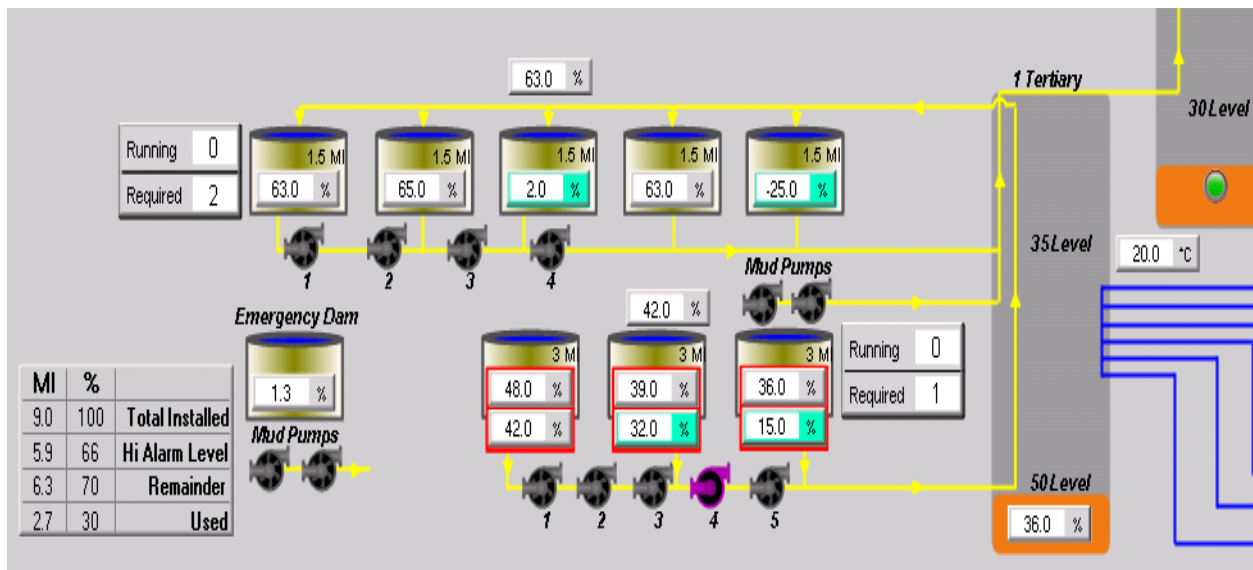 63.0 %
1 Tertiary
30 Level
Running 0
Required 2
1.5 Ml
1.5 Ml
1.5 Ml
1.5 Ml
1.5 Ml
63.0 %
65.0 %
2.0 %
63.0 %
-25.0 %
35 Level
20.0 °C
1
2
3
4
Mud Pumps
42.0 %
Emergency Dam
1.3 %
Mud Pumps
3 M
3 M
3 M
48.0 %
39.0 %
36.0 %
42.0 %
32.0 %
15.0 %
Running 0
Required 1
Ml %
9.0 100 Total Installed
5.9 66 Hi Alarm Level
6.3 70 Remainder
2.7 30 Used
1
2
3
4
5
50 Level
36.0 %